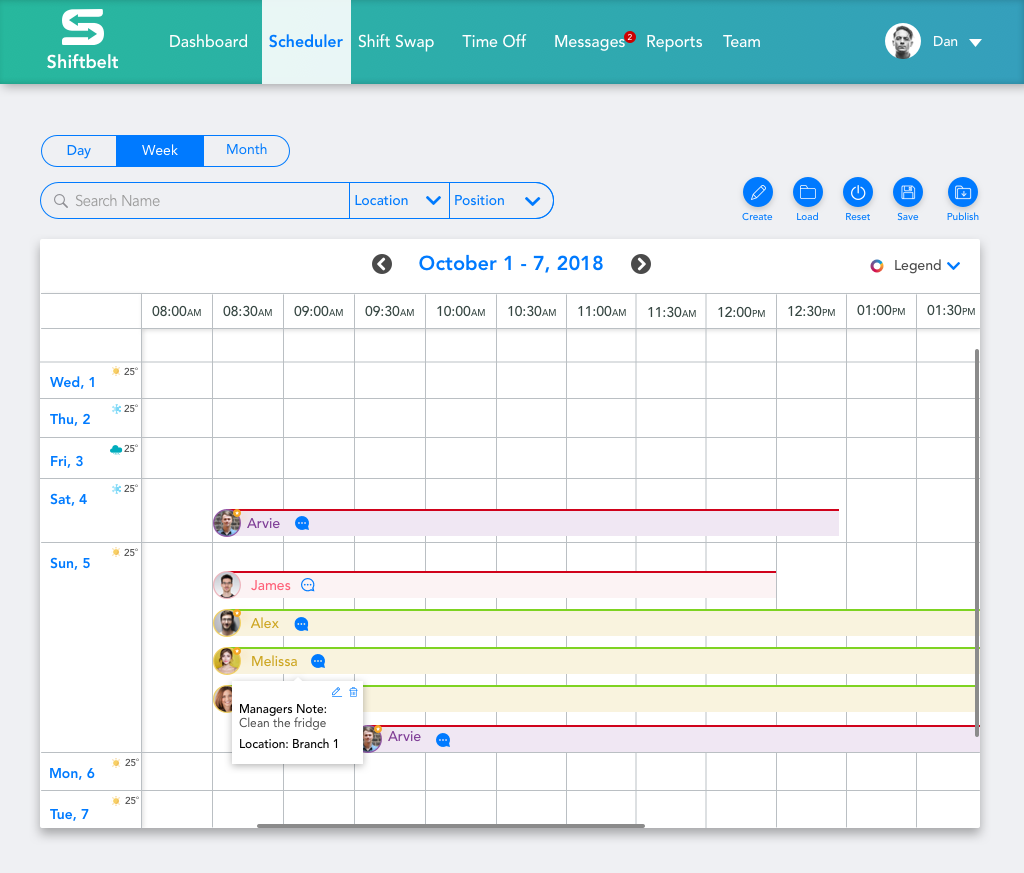 Shiftbelt
Dashboard
Scheduler
Shift Swap
Time Off
Messages 2
Reports
Team
Dan
Day
Week
Month
Search Name
Location
Position
Create
Load
Reset
Save
Publish
October 1 - 7, 2018
Legend
08:00AM
08:30AM
09:00AM
09:30AM
10:00AM
10:30AM
11:00AM
11:30AM
12:00PM
12:30PM
01:00PM
01:30PM
Wed, 1
25°
Thu, 2
25°
Fri, 3
25°
Sat, 4
25°
Arvie
Sun, 5
25°
James
Alex
Melissa
Managers Note:
Clean the fridge
Location: Branch 1
Arvie
Mon, 6
25°
Tue, 7
25°